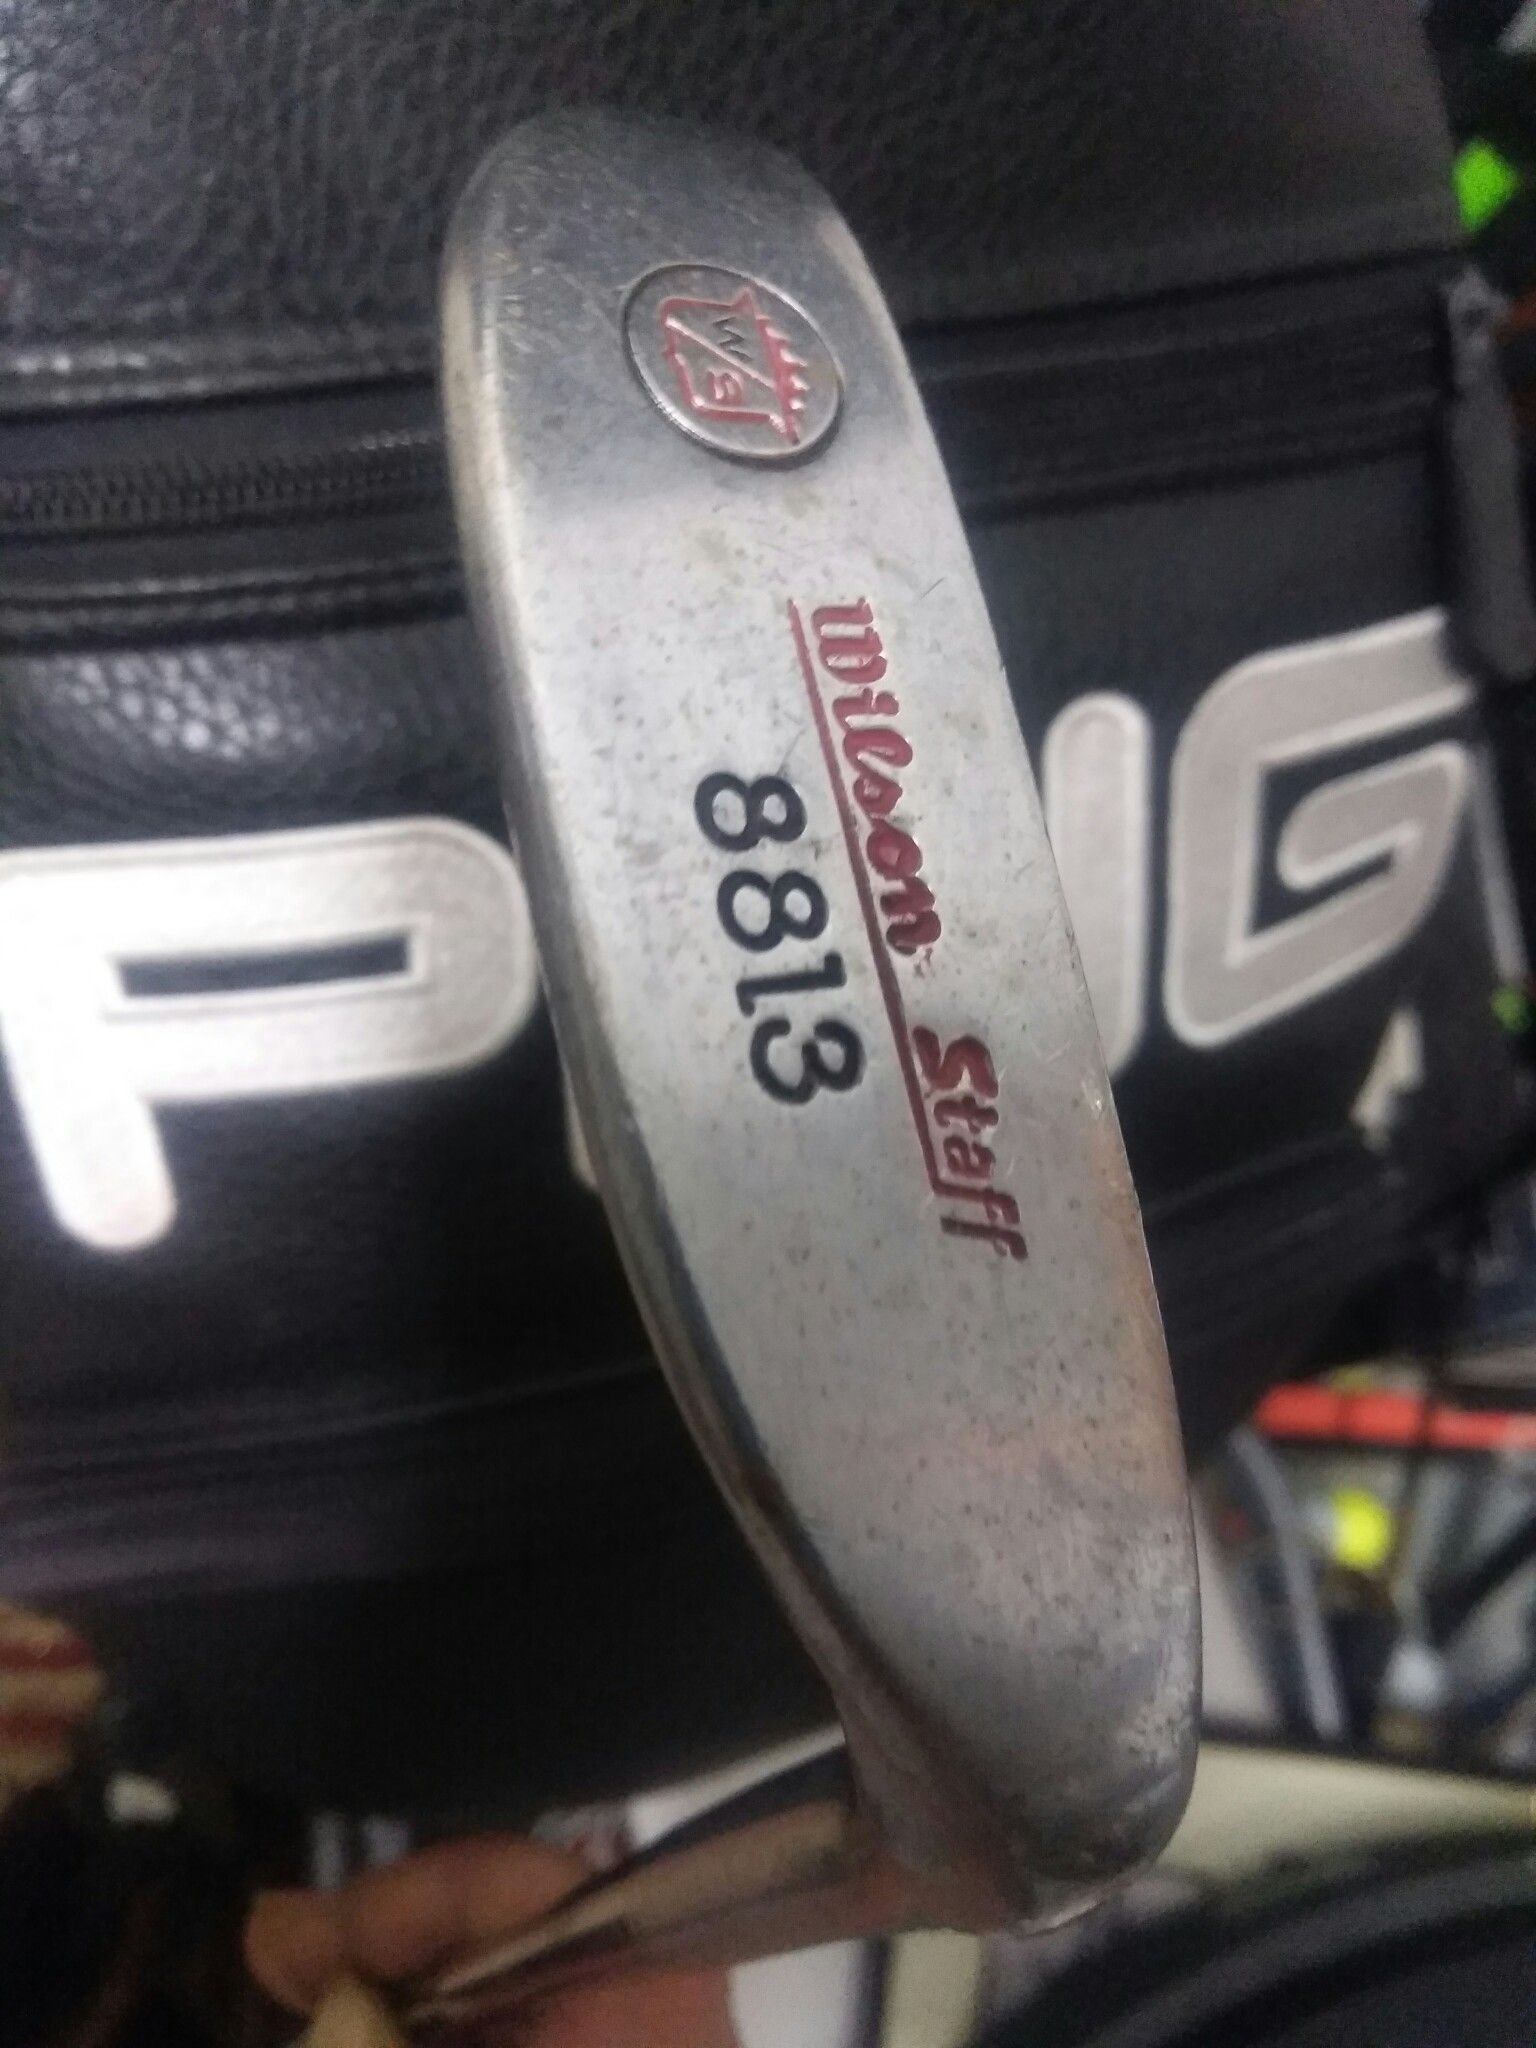 W/S
Wilson Staff
8813
PING